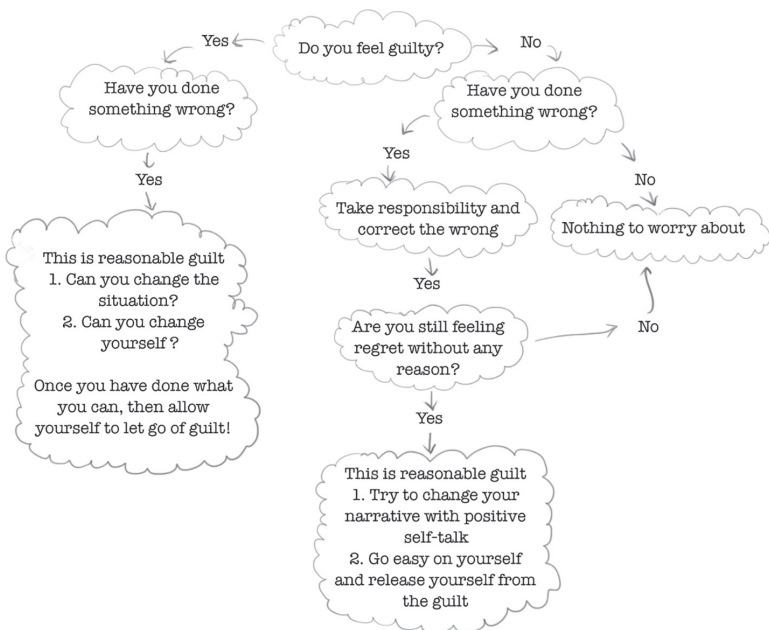 Do you feel guilty?
Yes
No
Have you done
something wrong?
Have you done
something wrong?
Yes
Yes
No
This is reasonable guilt
1. Can you change the
situation?
2. Can you change
yourself ?
Once you have done what
you can, then allow
yourself to let go of guilt!
Take responsibility and
correct the wrong
Nothing to worry about
Yes
Are you still feeling
regret without any
reason?
No
Yes
This is reasonable guilt
1. Try to change your
narrative with positive
self-talk
2. Go easy on yourself
and release yourself from
the guilt